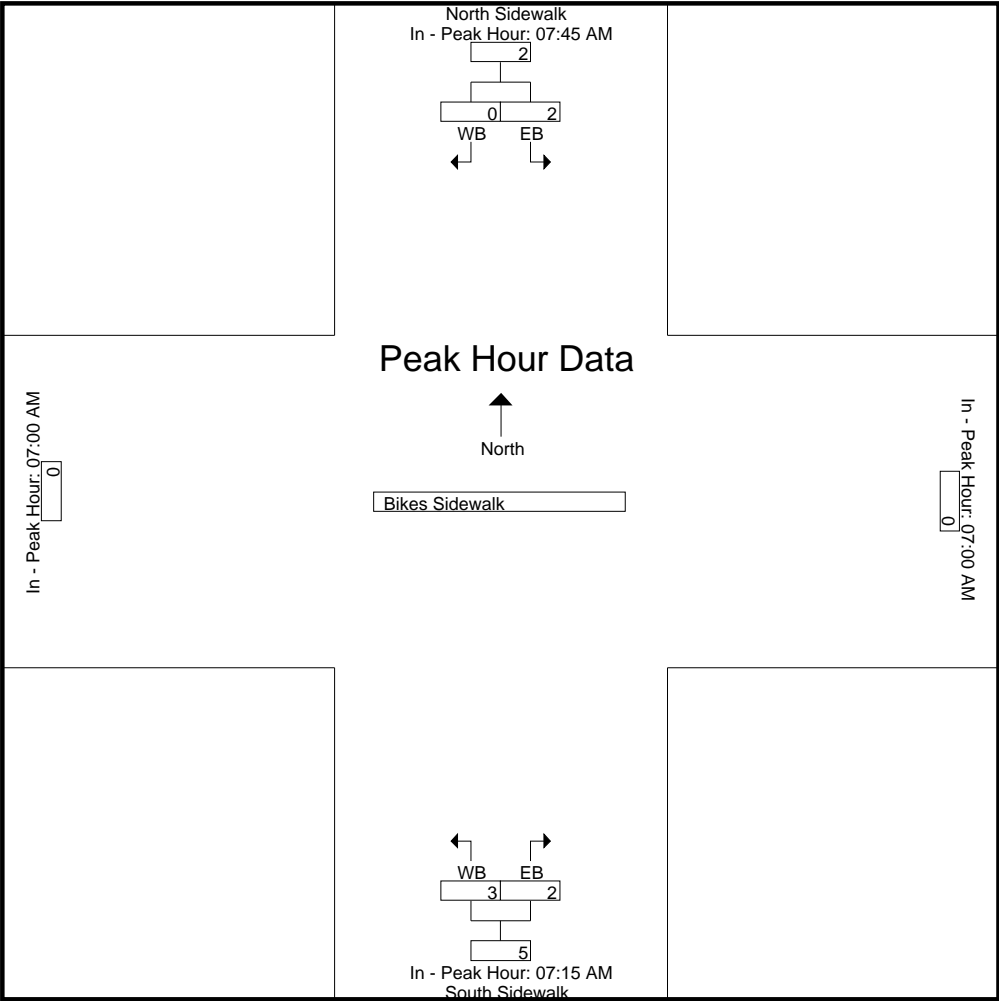 North Sidewalk
In - Peak Hour: 07:45 AM
2
0 2
WB EB
Peak Hour Data
North
In - Peak Hour: 07:00 AM
0
Bikes Sidewalk
0
In - Peak Hour: 07:00 AM
WB EB
3 2
5
In - Peak Hour: 07:15 AM
South Sidewalk